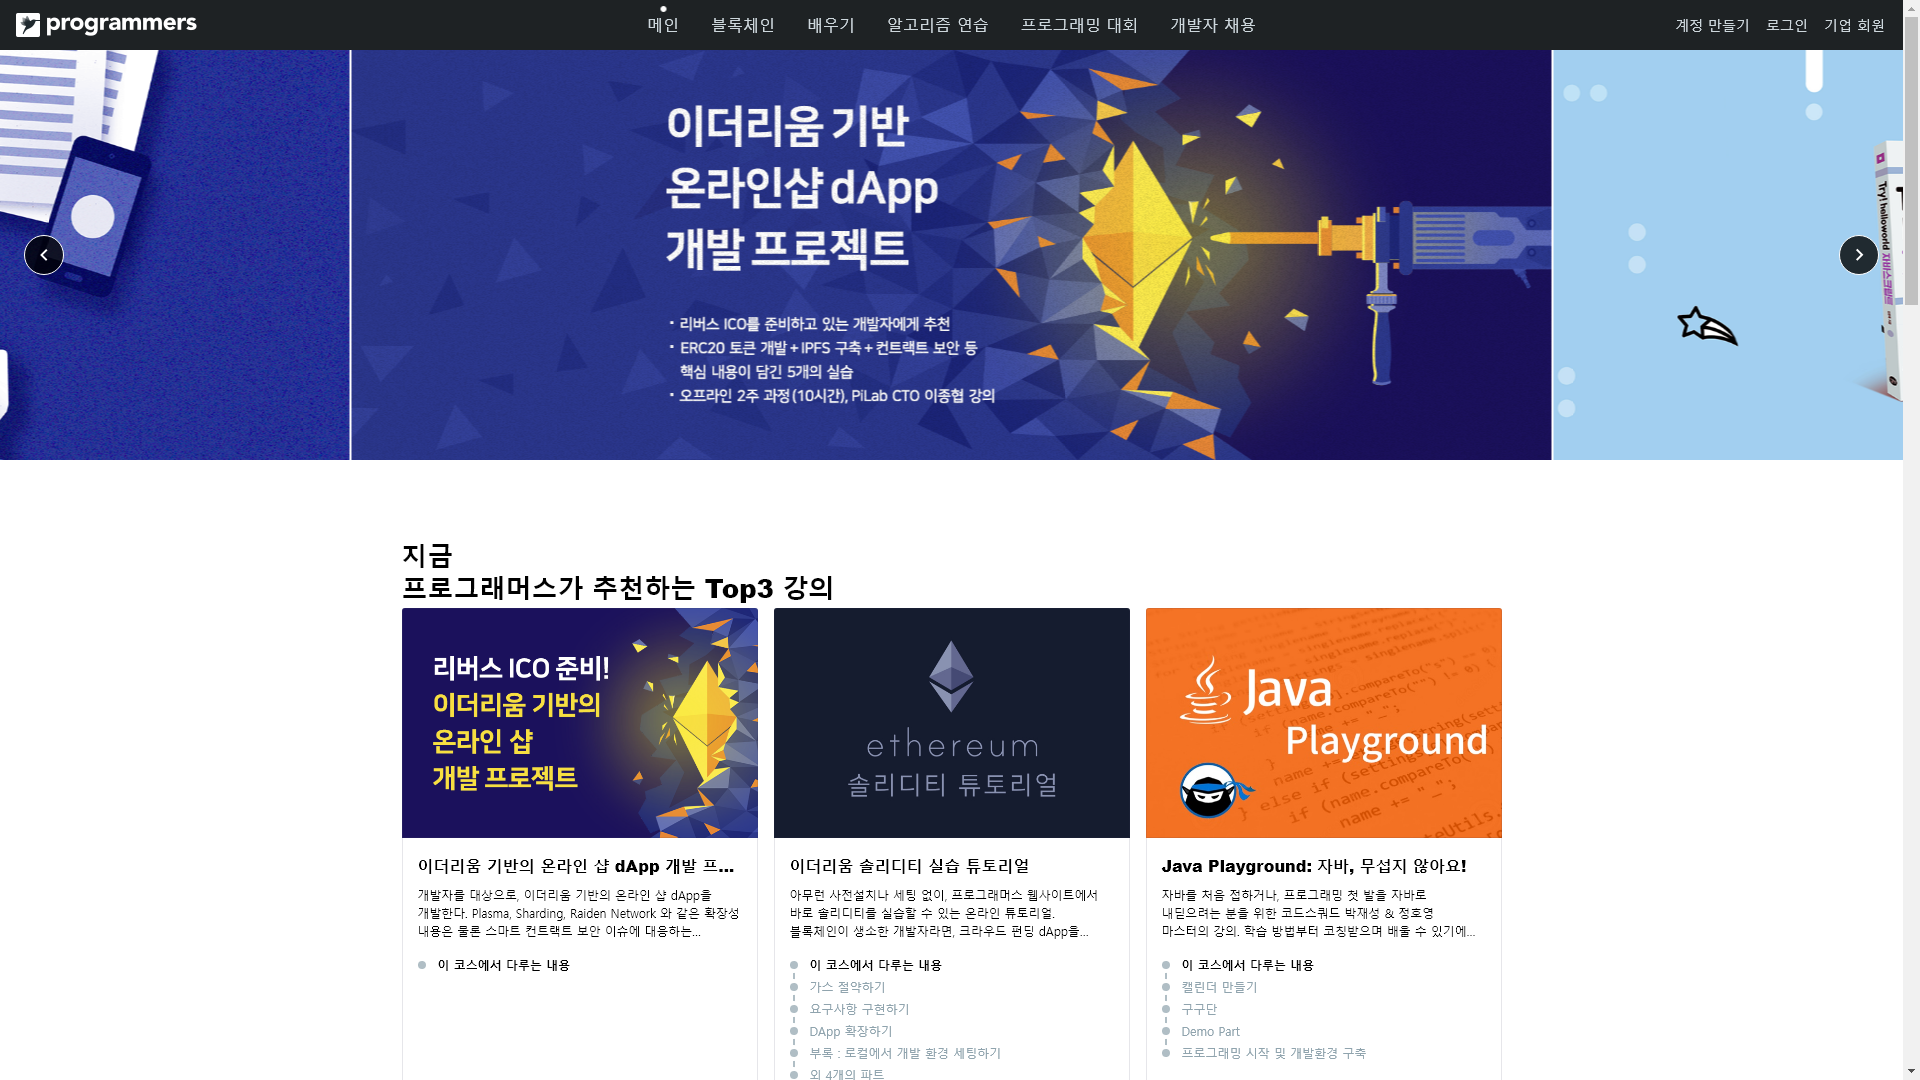 programmers
메인
블록체인
배우기
알고리즘 연습
프로그래밍 대회
개발자 채용
계정 만들기
로그인
기업 회원
이더리움 기반
온라인샵 dApp
개발 프로젝트
· 리버스 ICO를 준비하고 있는 개발자에게 추천
· ERC20 토큰 개발 + IPFS 구축 + 컨트랙트 보안 등
핵심 내용이 담긴 5개의 실습
· 오프라인 2주 과정(10시간), PiLab CTO 이종협 강의
Try! helloworld 자바스크립트
지금
프로그래머스가 추천하는 Top3 강의
리버스 ICO 준비!
이더리움 기반의
온라인 샵
개발 프로젝트
이더리움 기반의 온라인 샵 dApp 개발 프...
개발자를 대상으로, 이더리움 기반의 온라인 샵 dApp을
개발한다. Plasma, Sharding, Raiden Network 와 같은 확장성
내용은 물론 스마트 컨트랙트 보안 이슈에 대응하는...
이 코스에서 다루는 내용
ethereum
솔리디티 튜토리얼
이더리움 솔리디티 실습 튜토리얼
아무런 사전설치나 세팅 없이, 프로그래머스 웹사이트에서
바로 솔리디티를 실습할 수 있는 온라인 튜토리얼.
블록체인이 생소한 개발자라면, 크라우드 펀딩 dApp을...
이 코스에서 다루는 내용
가스 절약하기
요구사항 구현하기
DApp 확장하기
부록 : 로컬에서 개발 환경 세팅하기
외 4개의 파트
Java
Playground
Java Playground: 자바, 무섭지 않아요!
자바를 처음 접하거나, 프로그래밍 첫 발을 자바로
내딛으려는 분을 위한 코드스쿼드 박재성 & 정호영
마스터의 강의. 학습 방법부터 코칭받으며 배울 수 있기에...
이 코스에서 다루는 내용
캘린더 만들기
구구단
Demo Part
프로그래밍 시작 및 개발환경 구축